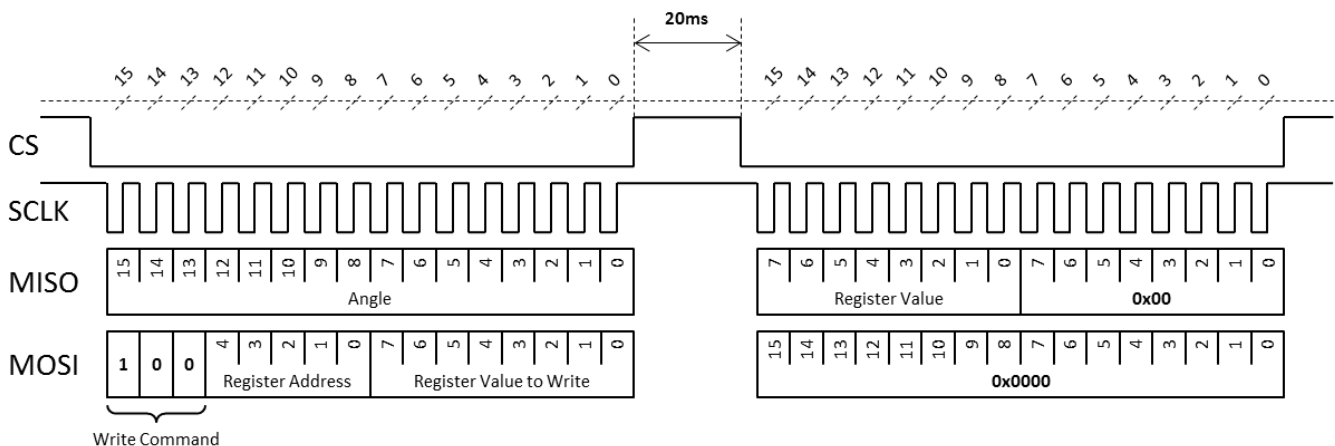 20ms
15 14 13 12 11 10 9 8 7 6 5 4 3 2 1 0 15 14 13 12 11 10 9 8 7 6 5 4 3 2 1 0
CS
SCLK
MISO 15 14 13 12 11 10 9 8 7 6 5 4 3 2 1 0 7 6 5 4 3 2 1 0 7 6 5 4 3 2 1 0
Angle Register Value 0x00
MOSI 1 0 0 4 3 2 1 0 7 6 5 4 3 2 1 0 15 14 13 12 11 10 9 8 7 6 5 4 3 2 1 0
Register Address Register Value to Write 0x0000
Write Command